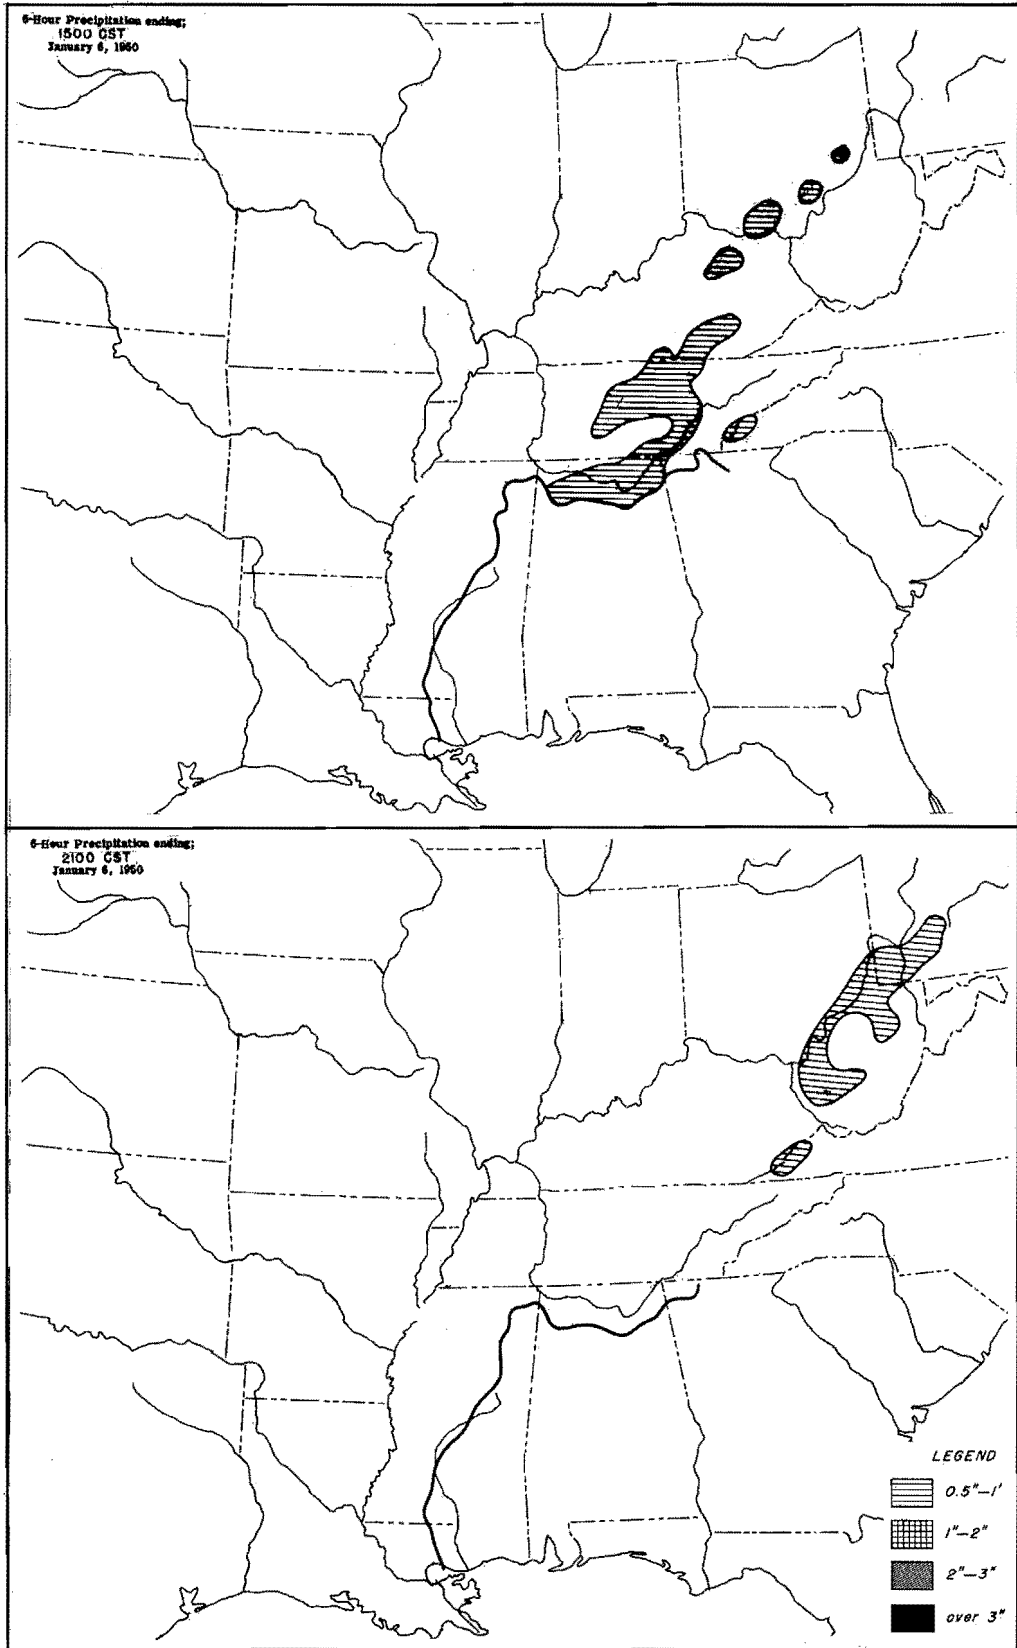 6-Hour Precipitation ending;
1500 CST
January 6, 1950
6-Hour Precipitation ending;
2100 CST
January 6, 1950
LEGEND
0.5"—1'
1"—2"
2"—3"
over 3"